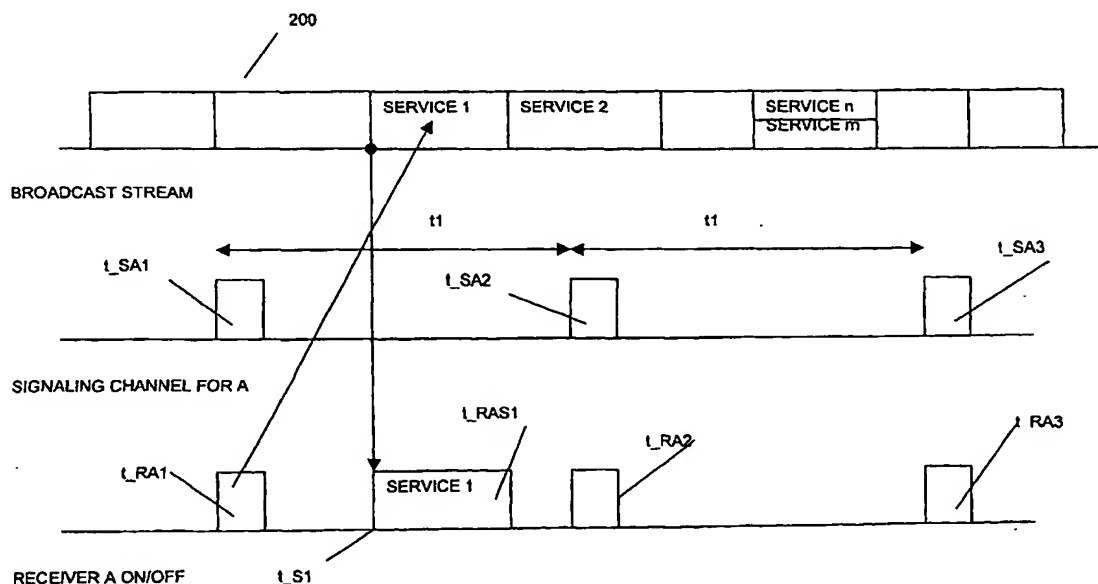 200
SERVICE 1
SERVICE 2
SERVICE n
SERVICE m
BROADCAST STREAM
t1
t1
t_SA1
t_SA2
t_SA3
SIGNALING CHANNEL FOR A
t_RA1
SERVICE 1
t_RAS1
t_RA2
t_RA3
RECEIVER A ON/OFF
t_S1